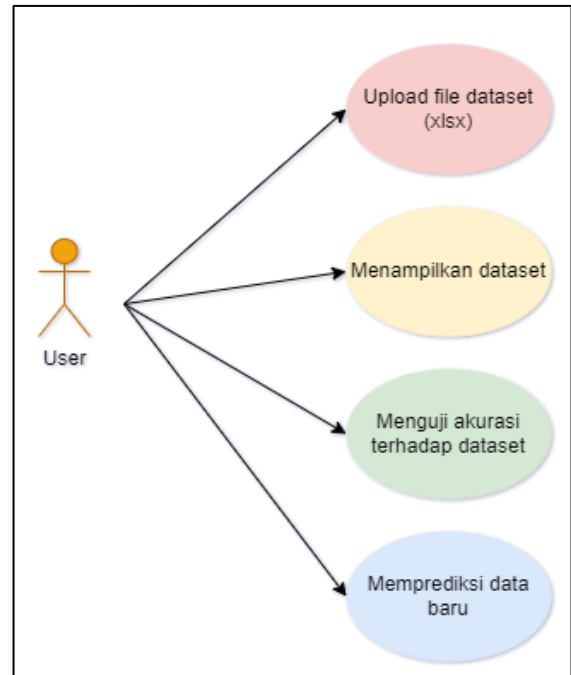 Upload file dataset
(xlsx)
Menampilkan dataset
User
Menguji akurasi
terhadap dataset
Memprediksi data
baru